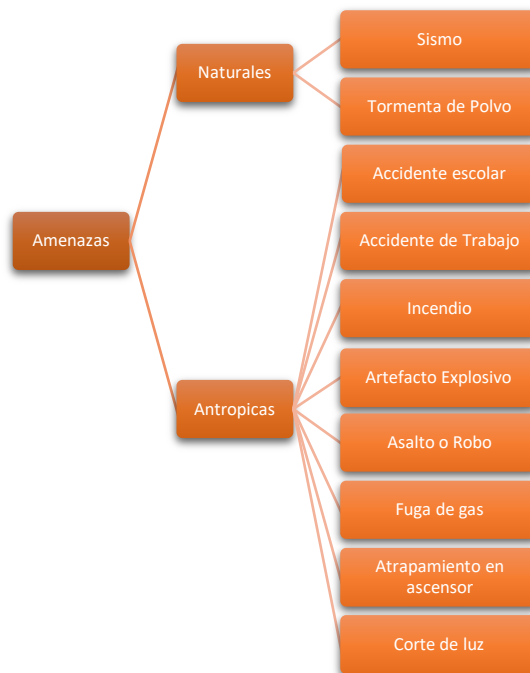 Amenazas
Naturales
Sismo
Tormenta de Polvo
Antropicas
Accidente escolar
Accidente de Trabajo
Incendio
Artefacto Explosivo
Asalto o Robo
Fuga de gas
Atrapamiento en
ascensor
Corte de luz